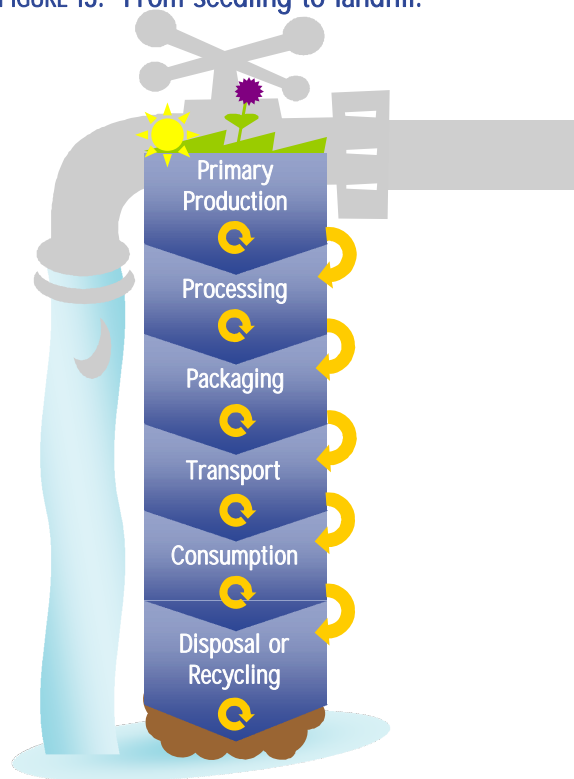 FIGURE 15. From seedling to landfill.
Primary
Production
Processing
Packaging
Transport
Consumption
Disposal or
Recycling